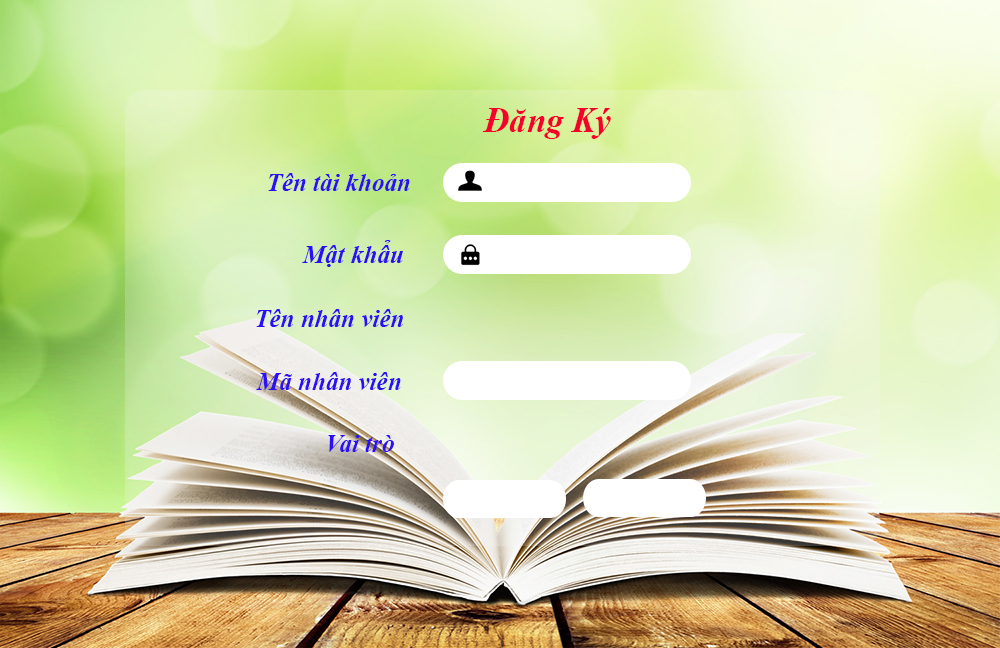 Đăng Ký
Tên tài khoản
Mật khẩu
Tên nhân viên
Mã nhân viên
Vai trò